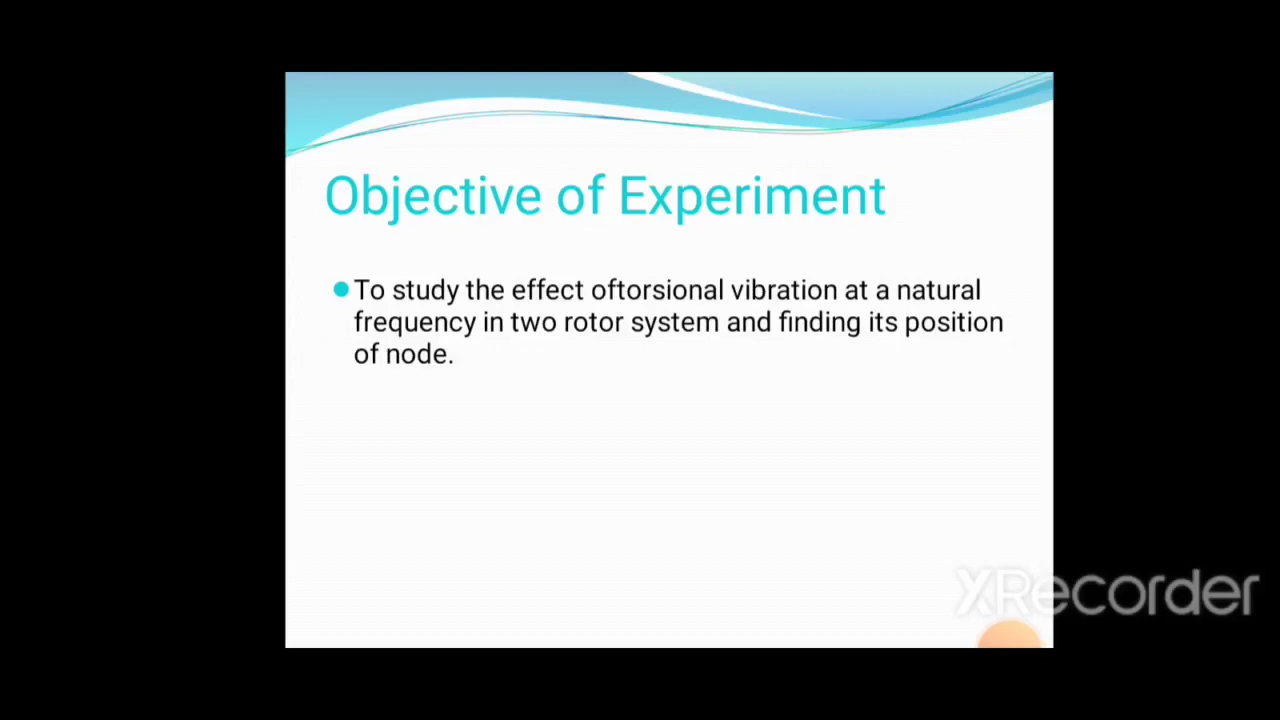 Objective of Experiment
To study the effect oftorsional vibration at a natural
frequency in two rotor system and finding its position
of node.
XRecorder